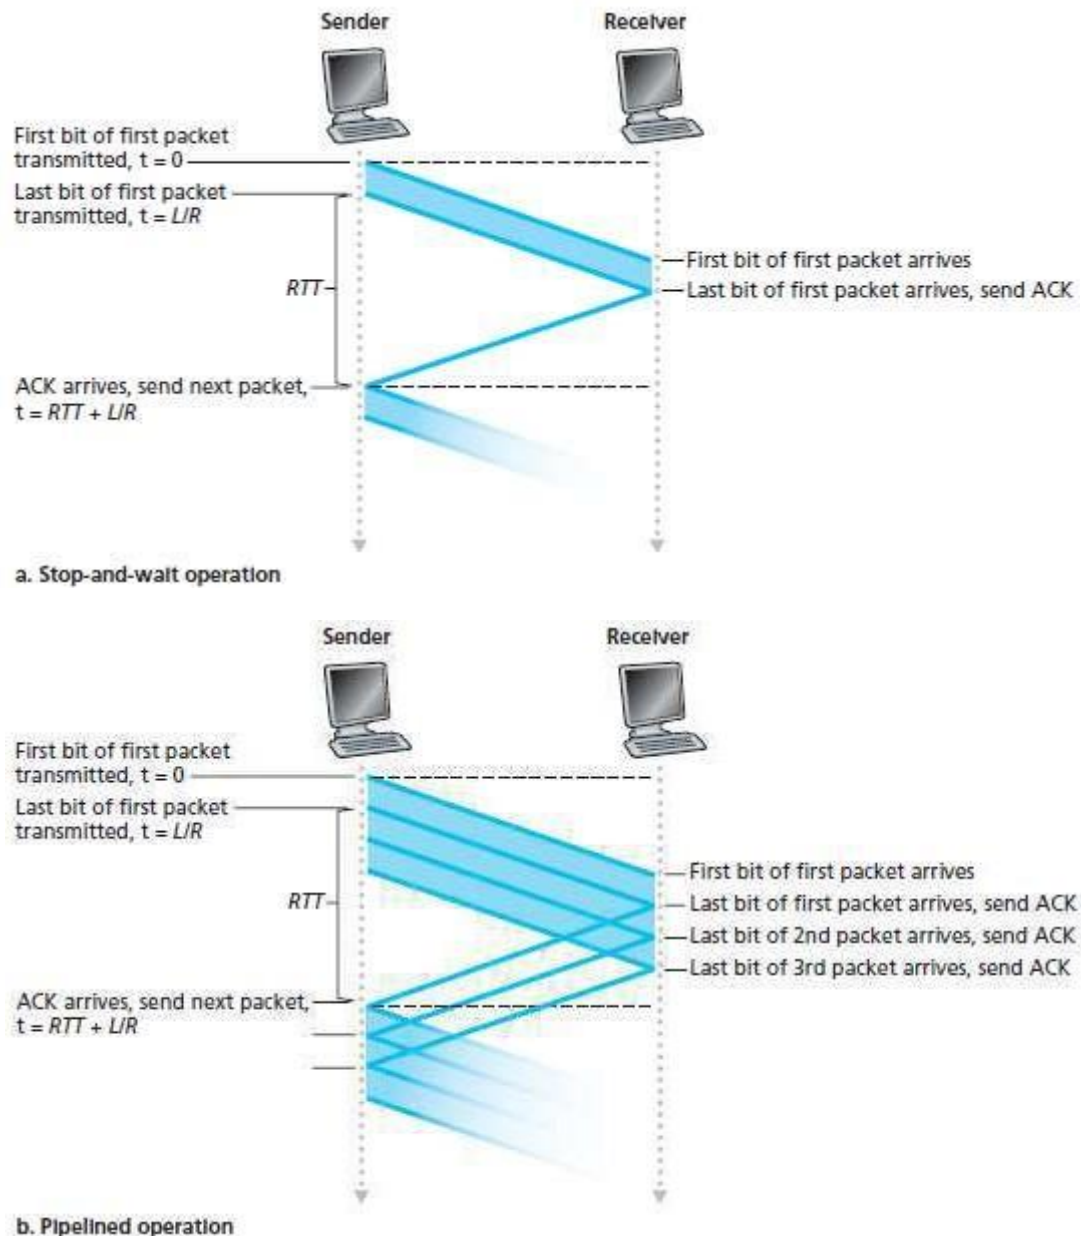 Sender
Receiver
First bit of first packet
transmitted, t = 0
Last bit of first packet
transmitted, t = L/R
First bit of first packet arrives
Last bit of first packet arrives, send ACK
RTT
ACK arrives, send next packet,
t = RTT + L/R
a. Stop-and-wait operation
Sender
Receiver
First bit of first packet
transmitted, t = 0
Last bit of first packet
transmitted, t = L/R
First bit of first packet arrives
RTT
Last bit of first packet arrives, send ACK
Last bit of 2nd packet arrives, send ACK
Last bit of 3rd packet arrives, send ACK
ACK arrives, send next packet,
t = RTT + L/R
b. Pipelined operation